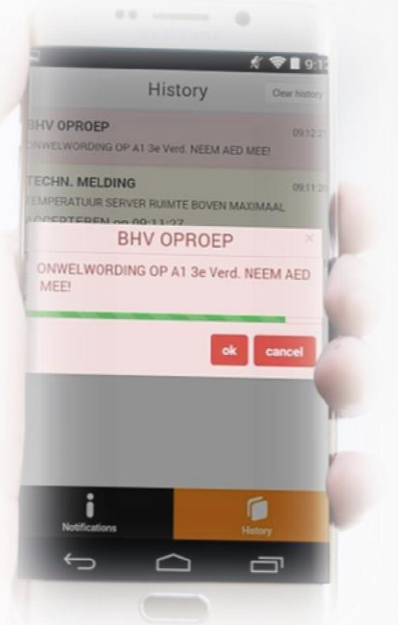 9:12
History
Clear history
BHV OPROEP
09:12:2
ONWELWORDING OP A1 3e Verd. NEEM AED MEE!
TECHN. MELDING
09:11:20
TEMPERATUUR SERVER RUIMTE BOVEN MAXIMAAL
ACCEPTEREN on 09:11:27
BHV OPROEP
×
ONWELWORDING OP A1 3e Verd. NEEM AED
MEE!
ok
cancel
Notifications
History